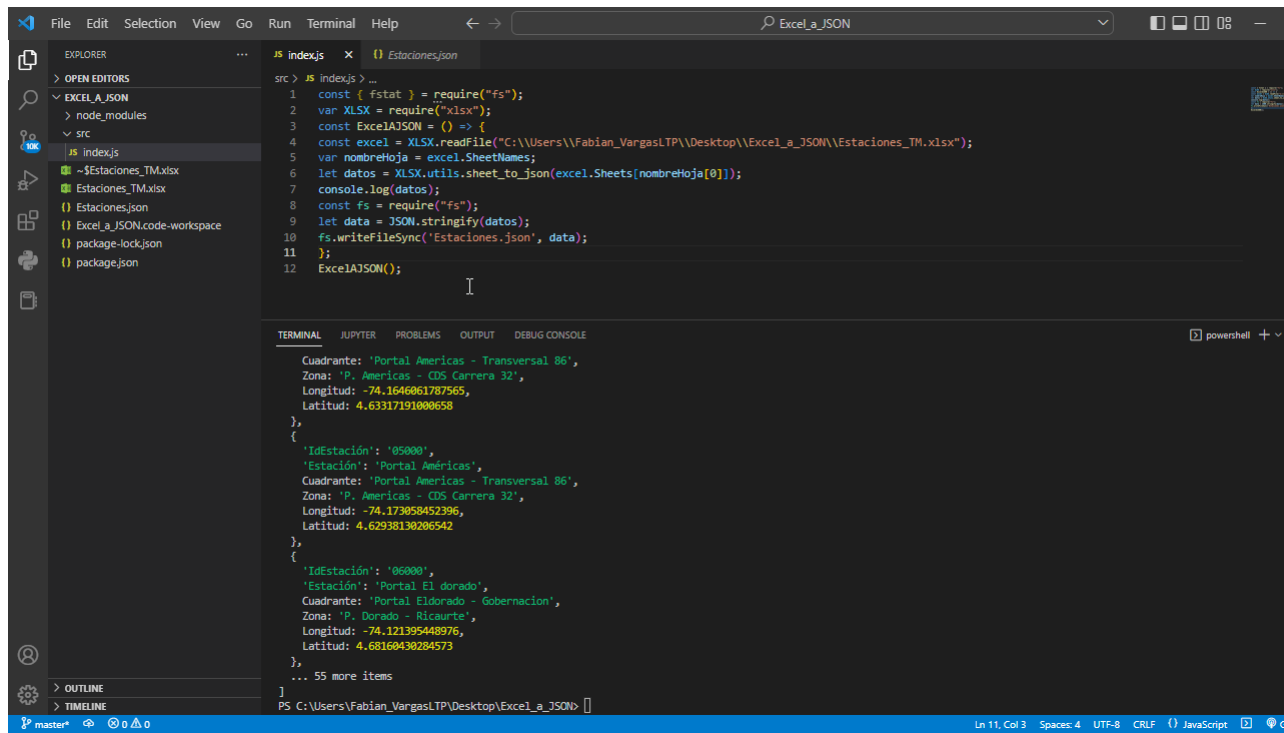 File Edit Selection View Go Run Terminal Help
Excel_a_JSON
EXPLORER
OPEN EDITORS
EXCEL_A_JSON
node_modules
src
JS index.js
~$Estaciones_TM.xlsx
Estaciones_TM.xlsx
{} Estaciones.json
{} Excel_a_JSON.code-workspace
{} package-lock.json
{} package.json
OUTLINE
TIMELINE
10K
JS index.js
{} Estaciones.json
src > JS index.js > ...
1 const { fstat } = require("fs");
2 var XLSX = require("xlsx");
3 const ExcelAJSON = () => {
4 const excel = XLSX.readFile("C:\\Users\\Fabian_VargasLTP\\Desktop\\Excel_a_JSON\\Estaciones_TM.xlsx");
5 var nombreHoja = excel.SheetNames;
6 let datos = XLSX.utils.sheet_to_json(excel.Sheets[nombreHoja[0]]);
7 console.log(datos);
8 const fs = require("fs");
9 let data = JSON.stringify(datos);
10 fs.writeFileSync('Estaciones.json', data);
11 };
12 ExcelAJSON();
TERMINAL JUPYTER PROBLEMS OUTPUT DEBUG CONSOLE
powershell
Cuadrante: 'Portal Americas - Transversal 86',
Zona: 'P. Americas - CDS Carrera 32',
Longitud: -74.1646061787565,
Latitud: 4.63317191000658
},
{
'IdEstación': '05000',
'Estación': 'Portal Américas',
Cuadrante: 'Portal Americas - Transversal 86',
Zona: 'P. Americas - CDS Carrera 32',
Longitud: -74.173058452396,
Latitud: 4.62938130206542
},
{
'IdEstación': '06000',
'Estación': 'Portal El dorado',
Cuadrante: 'Portal Eldorado - Gobernacion',
Zona: 'P. Dorado - Ricaurte',
Longitud: -74.121395448976,
Latitud: 4.68160430284573
},
... 55 more items
]
PS C:\Users\Fabian_VargasLTP\Desktop\Excel_a_JSON>
master* 0 0
Ln 11, Col 3 Spaces: 4 UTF-8 CRLF {} JavaScript